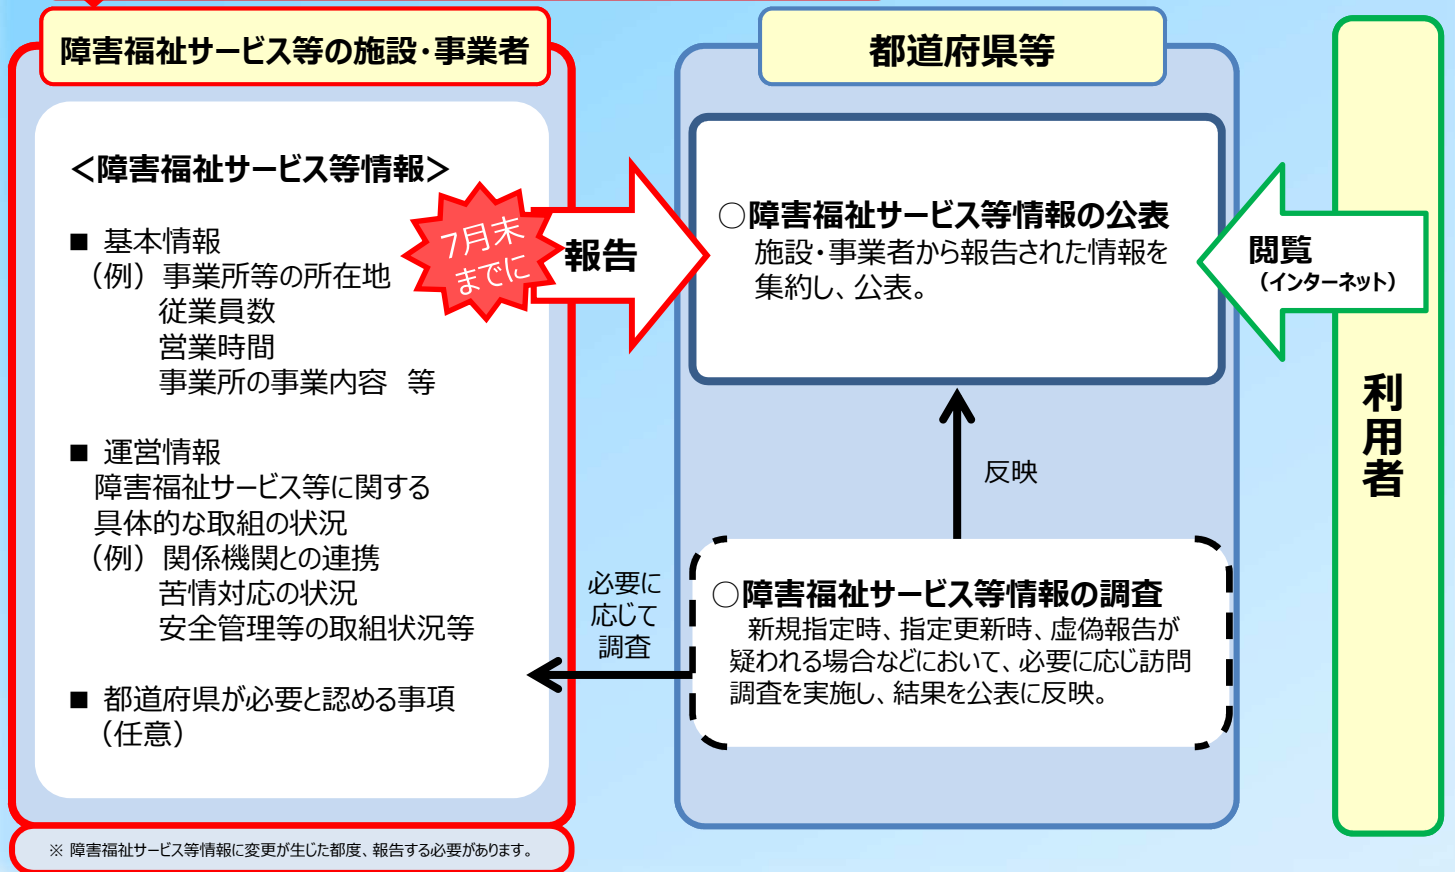 障害福祉サービス等の施設・事業者
＜障害福祉サービス等情報＞
■ 基本情報
（例）事業所等の所在地
従業員数
営業時間
事業所の事業内容　等
■ 運営情報
障害福祉サービス等に関する
具体的な取組の状況
（例）関係機関との連携
苦情対応の状況
安全管理等の取組状況等
■ 都道府県が必要と認める事項
（任意）
※ 障害福祉サービス等情報に変更が生じた都度、報告する必要があります。
7月末
までに
報告
必要に
応じて
調査
都道府県等
○障害福祉サービス等情報の公表
施設・事業者から報告された情報を
集約し、公表。
反映
○障害福祉サービス等情報の調査
新規指定時、指定更新時、虚偽報告が
疑われる場合などにおいて、必要に応じ訪問
調査を実施し、結果を公表に反映。
閲覧
（インターネット）
利用者